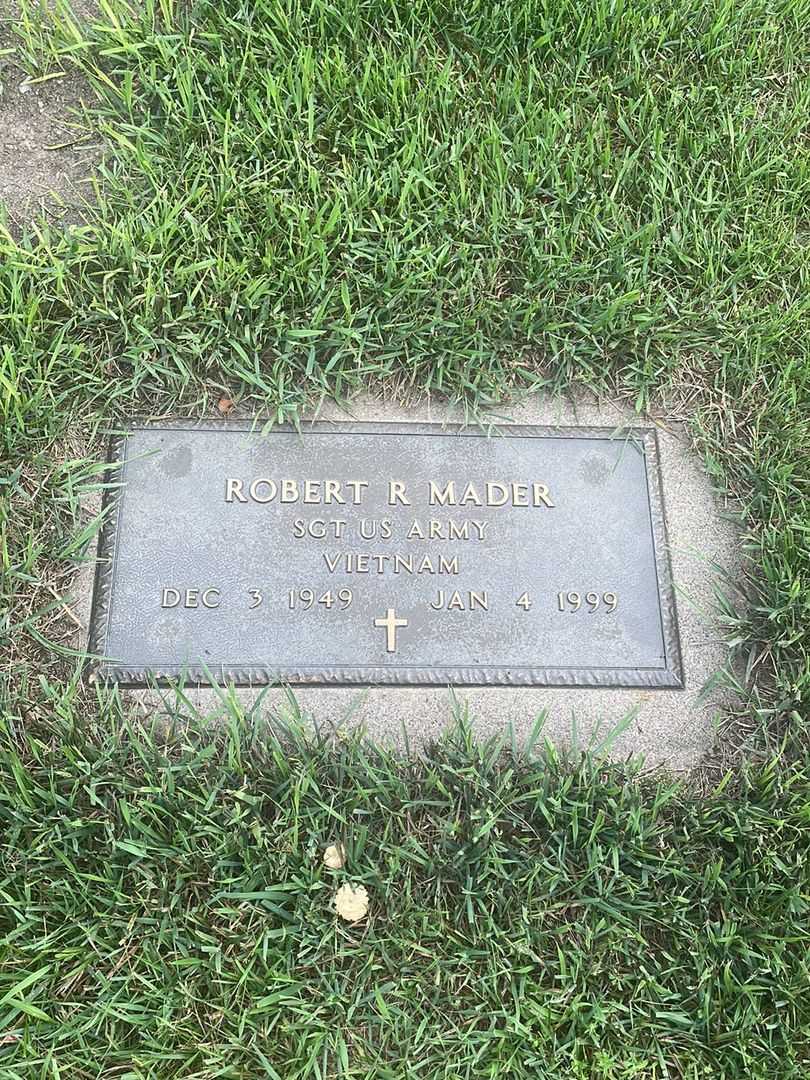 ROBERT R MADER
SGT US ARMY
VIETNAM
DEC 3 1949 JAN 4 1999